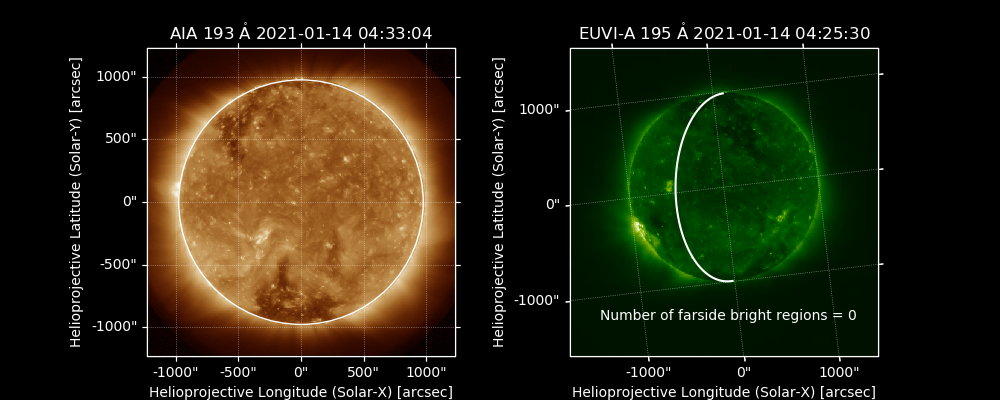 AIA 193 Å 2021-01-14 04:33:04
1000"
500"
0"
-500"
-1000"
-1000" -500" 0" 500" 1000"
Helioprojective Longitude (Solar-X) [arcsec]
Helioprojective Latitude (Solar-Y) [arcsec]
EUVI-A 195 Å 2021-01-14 04:25:30
1000"
0"
-1000"
Number of farside bright regions = 0
-1000" 0" 1000"
Helioprojective Longitude (Solar-X) [arcsec]
Helioprojective Latitude (Solar-Y) [arcsec]